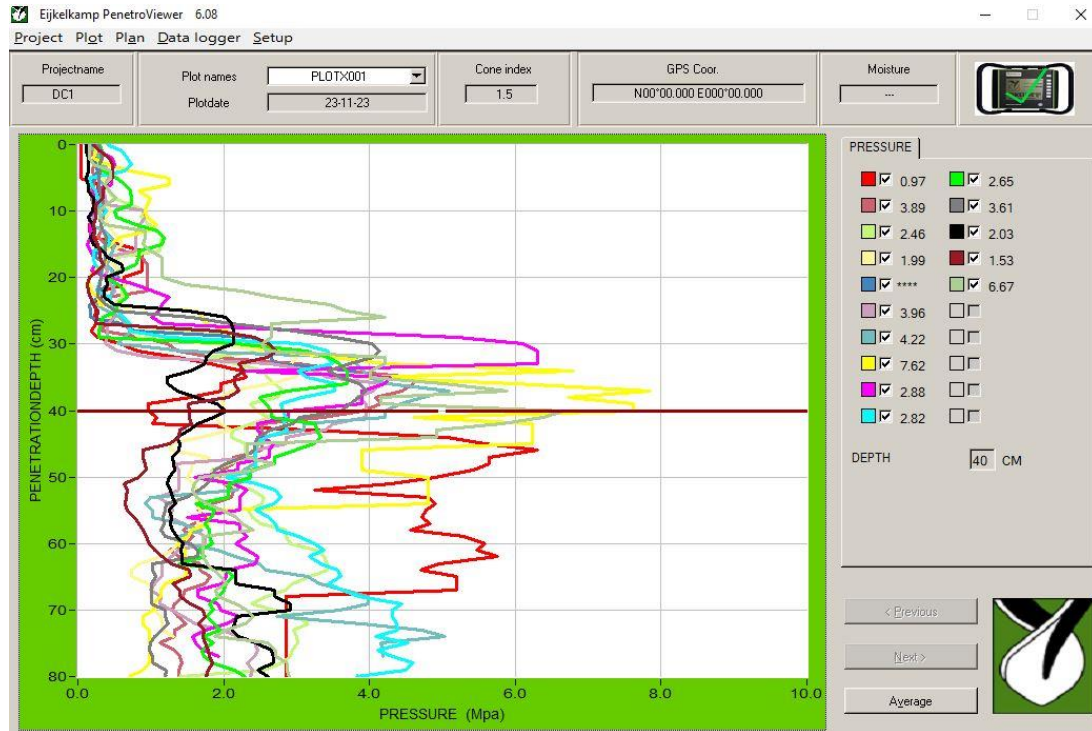 Eijkelkamp PenetroViewer 6.08
Project Plot Plan Data logger Setup
Projectname
DC1
Plot names PLOTX001
Plotdate 23-11-23
Cone index
1.5
GPS Coor.
N00°00.000 E000°00.000
Moisture
---
PENETRATIONDEPTH (cm)
0
10
20
30
40
50
60
70
80
0.0 2.0 4.0 6.0 8.0 10.0
PRESSURE (Mpa)
PRESSURE
0.97 2.65
3.89 3.61
2.46 2.03
1.99 1.53
**** 6.67
3.96
4.22
7.62
2.88
2.82
DEPTH 40 CM
< Previous
Next >
Average